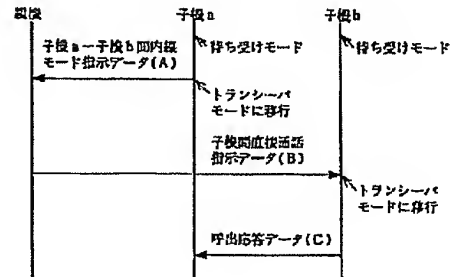 親機
子機a
子機b
待ち受けモード
待ち受けモード
子機a-子機b間内線
モード指示データ(A)
トランシーバ
モードに移行
子機間直接通話
指示データ(B)
トランシーバ
モードに移行
呼出応答データ(C)